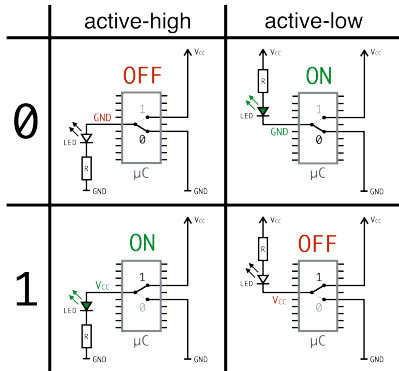 active-high active-low
0
OFF
Vcc
1
GND
0
LED
R
µC
GND
GND
Vcc
R
ON
1
LED
GND
0
µC
GND
1
ON
Vcc
1
Vcc
0
LED
R
µC
GND
GND
Vcc
Vcc
R
OFF
1
LED
Vcc
0
µC
GND